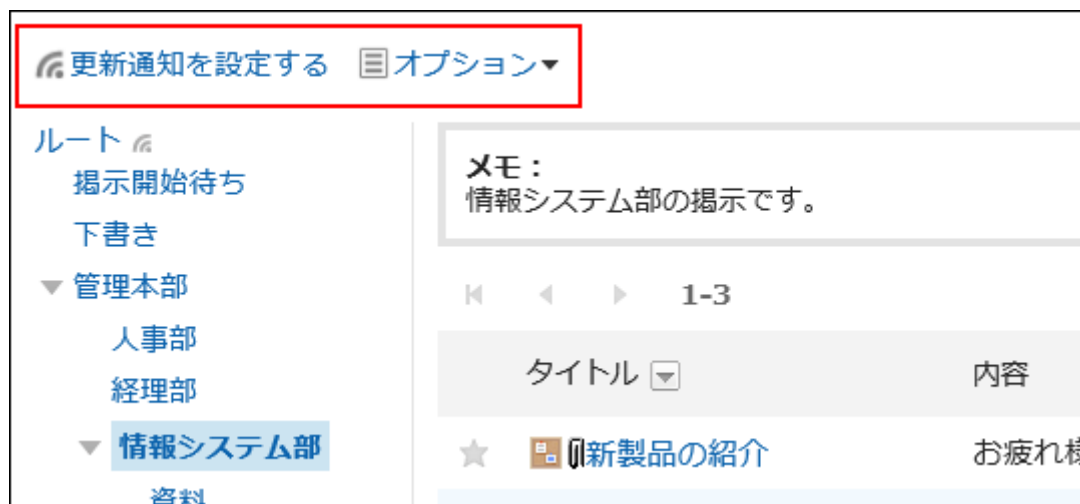 更新通知を設定する オプション▼
ルート
掲示開始待ち
下書き
管理本部
人事部
経理部
情報システム部
資料
メモ：
情報システム部の掲示です。
1-3
タイトル 内容
新製品の紹介 お疲れ様